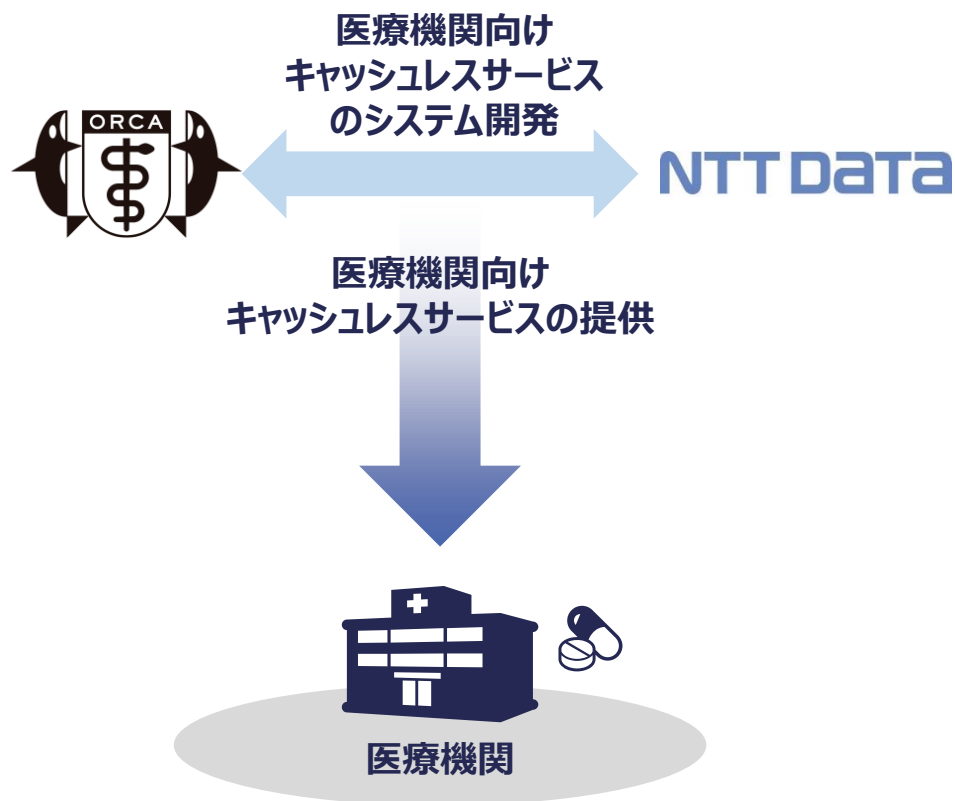 医療機関向け
キャッシュレスサービス
のシステム開発
ORCA
NTT DATA
医療機関向け
キャッシュレスサービスの提供
医療機関